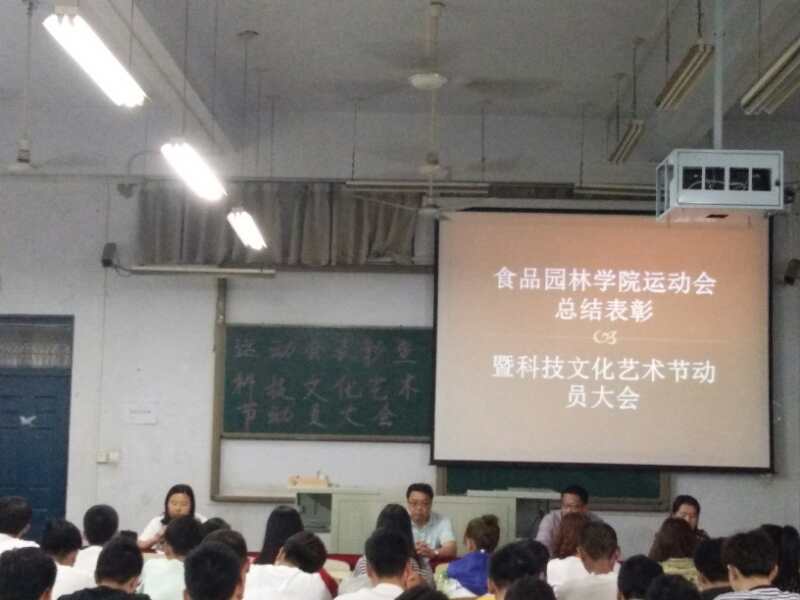 食品园林学院运动会
总结表彰
暨科技文化艺术节动
员大会
运动会表彰暨
科技文化艺术
节动员大会